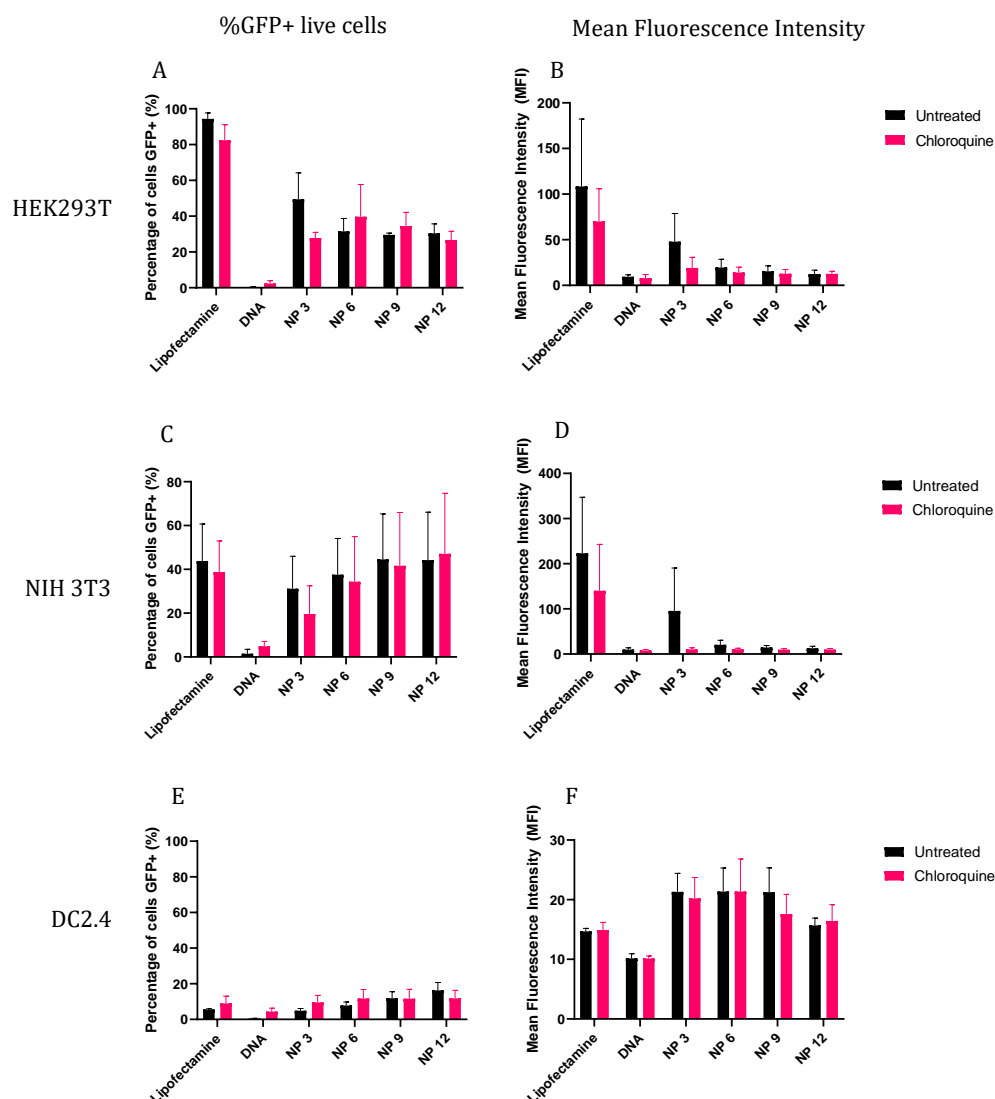 %GFP+ live cells
Mean Fluorescence Intensity
HEK293T
A
Percentage of cells GFP+ (%)
100
80
60
40
20
0
Lipofectamine
DNA
NP 3
NP 6
NP 9
NP 12
B
Mean Fluorescence Intensity (MFI)
200
150
100
50
0
Lipofectamine
DNA
NP 3
NP 6
NP 9
NP 12
Untreated
Chloroquine
NIH 3T3
C
Percentage of cells GFP+ (%)
80
60
40
20
0
Lipofectamine
DNA
NP 3
NP 6
NP 9
NP 12
D
Mean Fluorescence Intensity (MFI)
400
300
200
100
0
Lipofectamine
DNA
NP 3
NP 6
NP 9
NP 12
Untreated
Chloroquine
DC2.4
E
Percentage of cells GFP+ (%)
100
80
60
40
20
0
Lipofectamine
DNA
NP 3
NP 6
NP 9
NP 12
F
Mean Fluorescence Intensity (MFI)
30
20
10
0
Lipofectamine
DNA
NP 3
NP 6
NP 9
NP 12
Untreated
Chloroquine